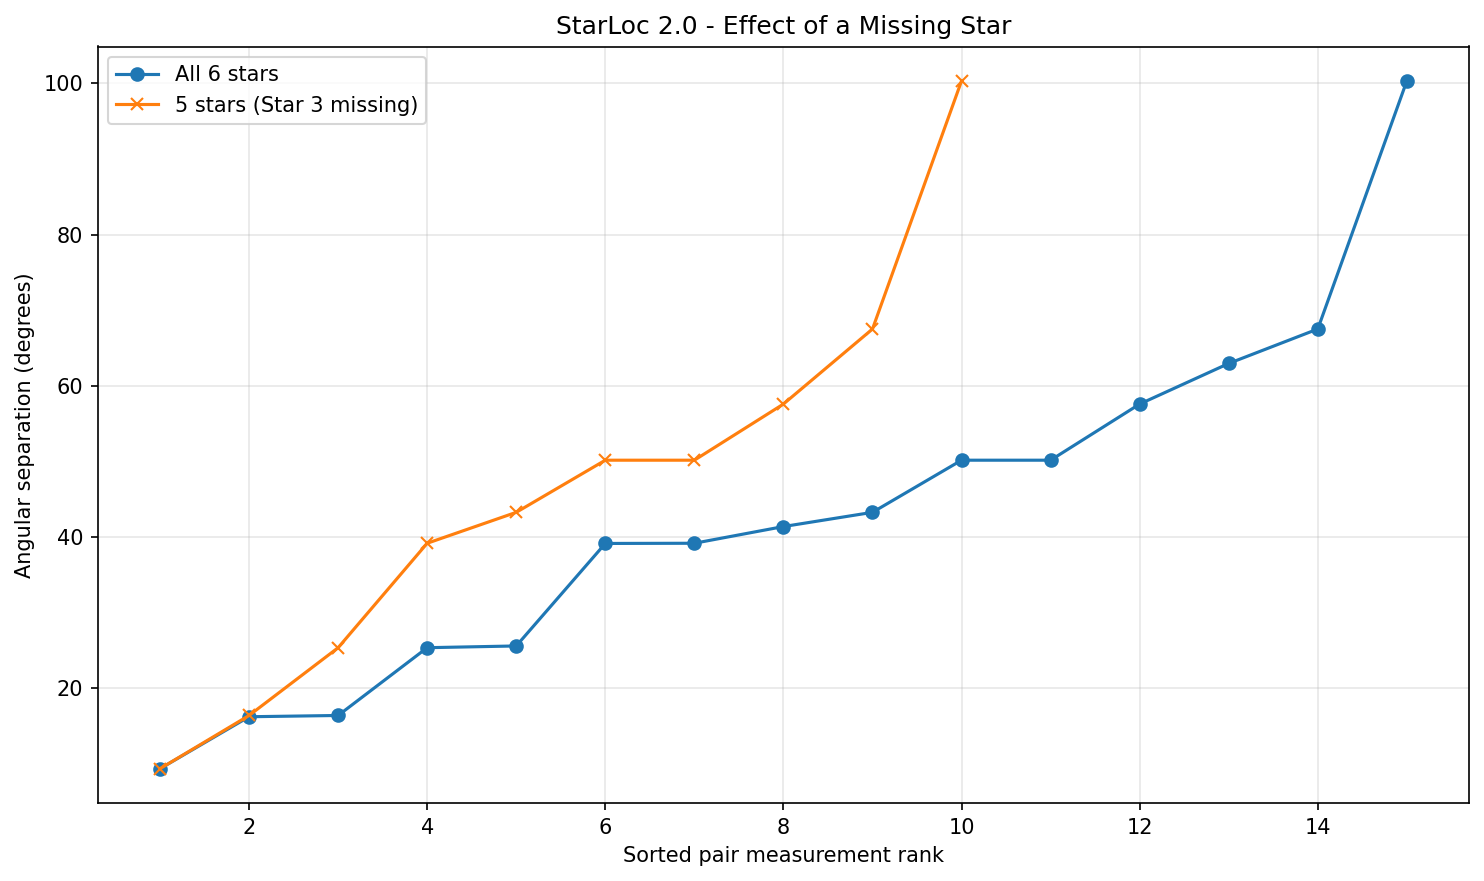 StarLoc 2.0 - Effect of a Missing Star
All 6 stars
5 stars (Star 3 missing)
100
80
60
40
20
Angular separation (degrees)
2 4 6 8 10 12 14
Sorted pair measurement rank